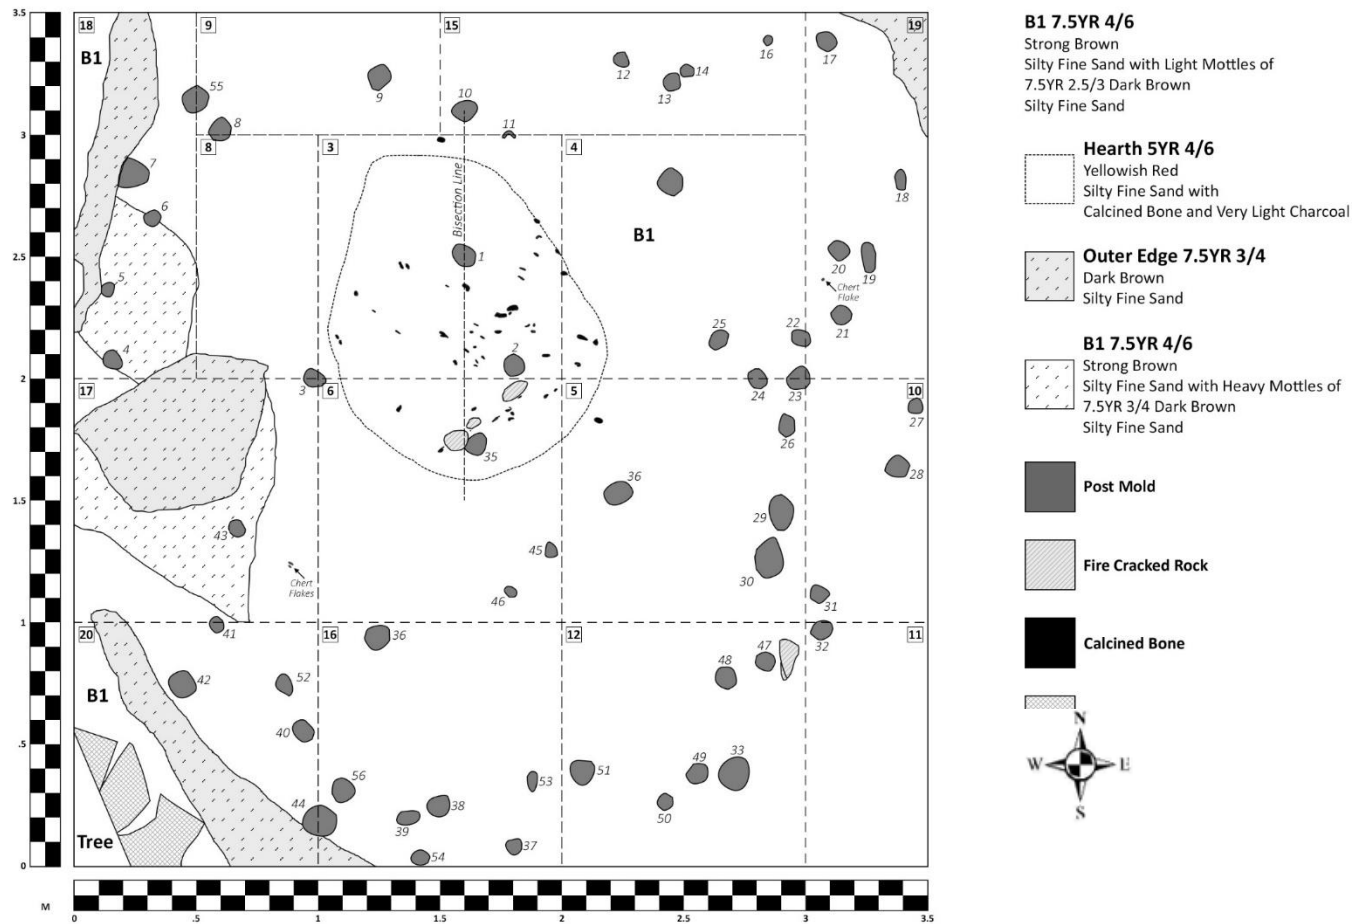 3.5
18
9
15
19
B1
16
17
12
14
13
55
9
10
8
11
3
8
3
4
7
18
6
Bisection Line
B1
2.5
1
20
19
5
Chert
Flake
21
25
22
4
2
2
17
3
6
5
24
23
10
27
26
35
28
1.5
36
29
43
45
30
Chert
Flakes
46
31
1
20
41
16
36
12
32
11
47
48
B1
42
52
40
.5
56
53
51
49
33
44
38
50
39
Tree
37
54
0
M
0
.5
1
1.5
2
2.5
3
3.5
B1 7.5YR 4/6
Strong Brown
Silty Fine Sand with Light Mottles of
7.5YR 2.5/3 Dark Brown
Silty Fine Sand
Hearth 5YR 4/6
Yellowish Red
Silty Fine Sand with
Calcined Bone and Very Light Charcoal
Outer Edge 7.5YR 3/4
Dark Brown
Silty Fine Sand
B1 7.5YR 4/6
Strong Brown
Silty Fine Sand with Heavy Mottles of
7.5YR 3/4 Dark Brown
Silty Fine Sand
Post Mold
Fire Cracked Rock
Calcined Bone
N
W E
S